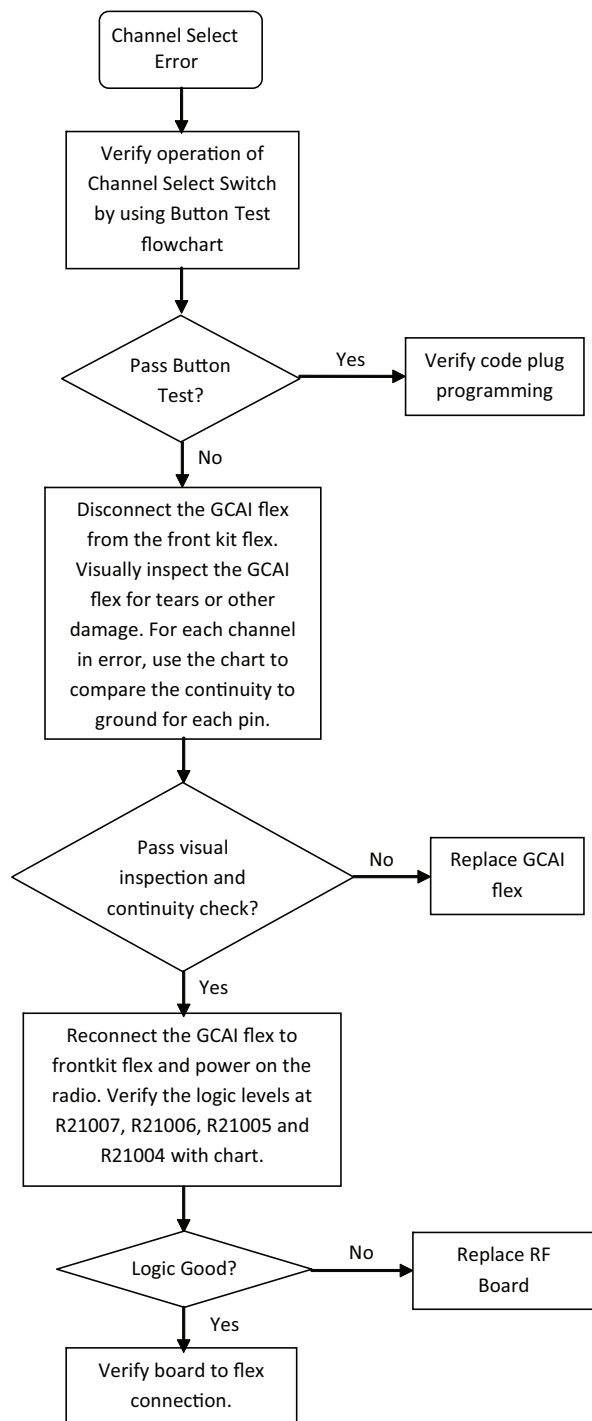 Channel Select
Error
Verify operation of
Channel Select Switch
by using Button Test
flowchart
Pass Button
Test?
Yes
Verify code plug
programming
No
Disconnect the GCAI flex
from the front kit flex.
Visually inspect the GCAI
flex for tears or other
damage. For each channel
in error, use the chart to
compare the continuity to
ground for each pin.
Pass visual
inspection and
continuity check?
No
Replace GCAI
flex
Yes
Reconnect the GCAI flex to
frontkit flex and power on the
radio. Verify the logic levels at
R21007, R21006, R21005 and
R21004 with chart.
Logic Good?
No
Replace RF
Board
Yes
Verify board to flex
connection.